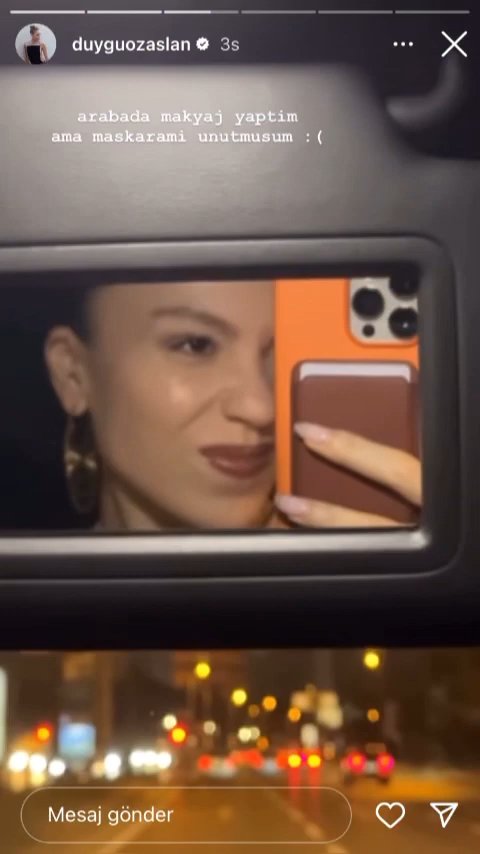 duyguozaslan 3s
arabada makyaj yaptim
ama maskarami unutmusum :(
Mesaj gönder